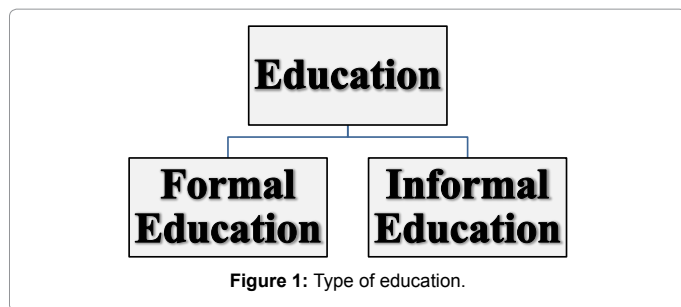 Education
Formal
Education
Informal
Education
Figure 1: Type of education.